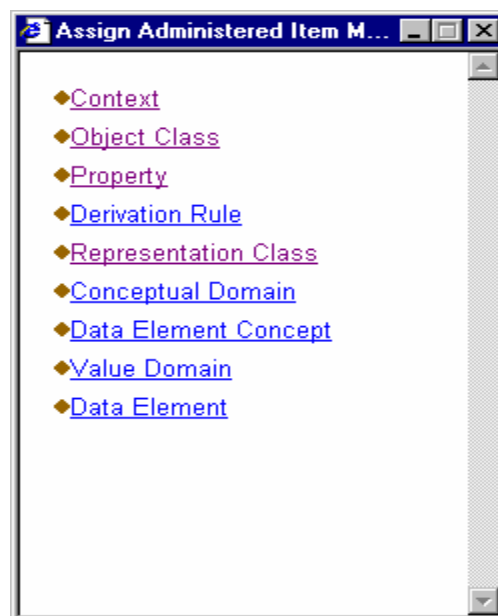 Assign Administered Item M...
Context
Object Class
Property
Derivation Rule
Representation Class
Conceptual Domain
Data Element Concept
Value Domain
Data Element